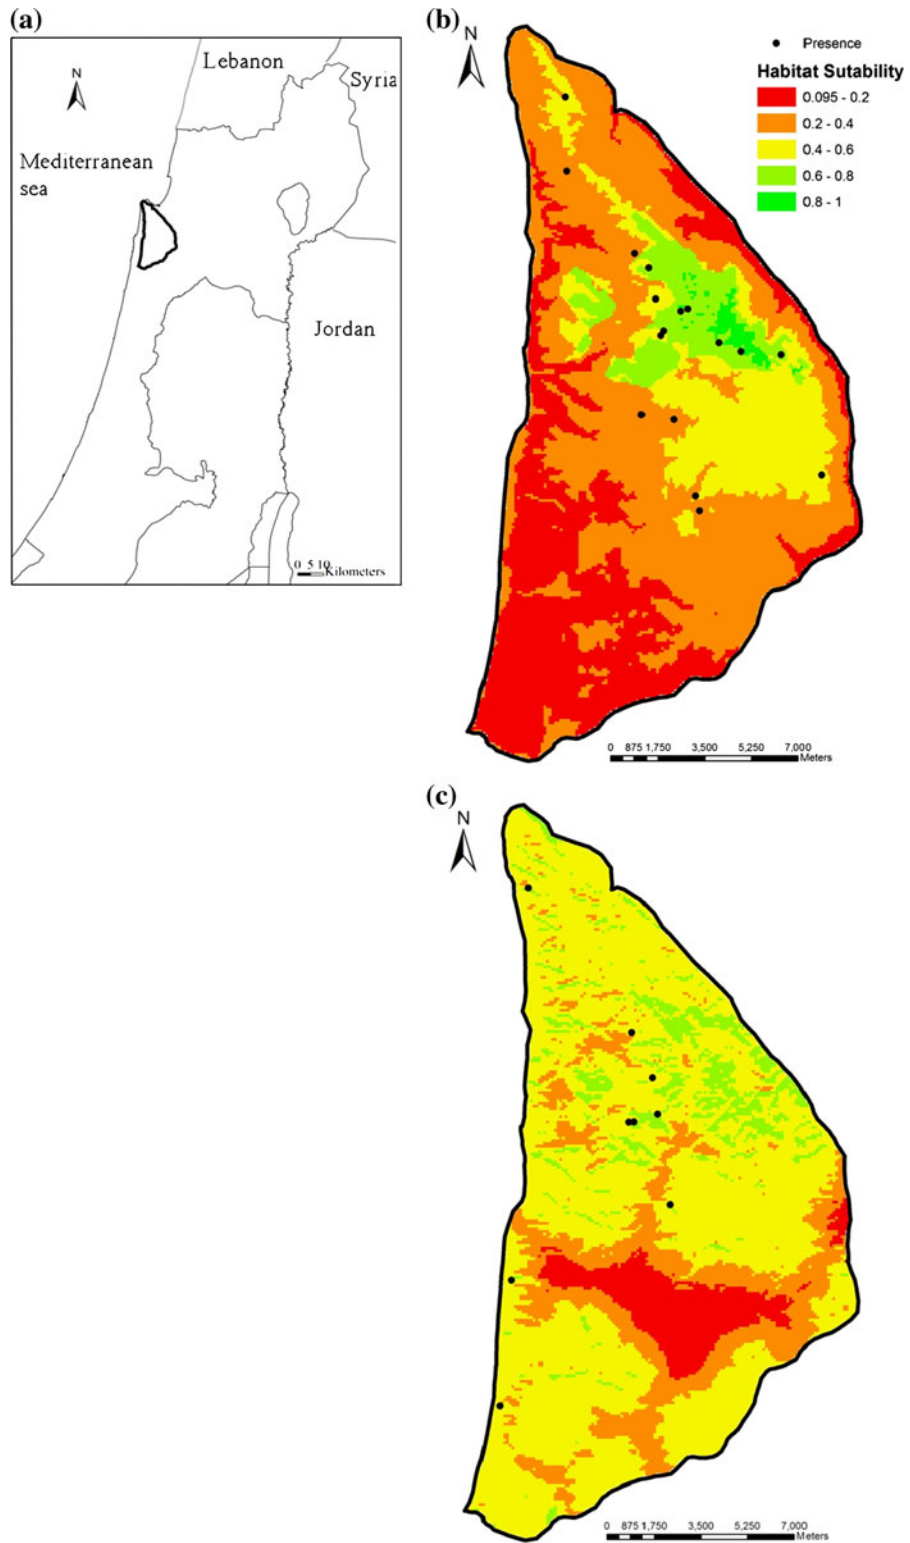 (a)
N
Lebanon
Syria
Mediterranean
sea
Jordan
0 5 10
Kilometers
(b)
N
Presence
Habitat Sutability
0.095 - 0.2
0.2 - 0.4
0.4 - 0.6
0.6 - 0.8
0.8 - 1
0 875 1,750 3,500 5,250 7,000
Meters
(c)
N
0 875 1,750 3,500 5,250 7,000
Meters